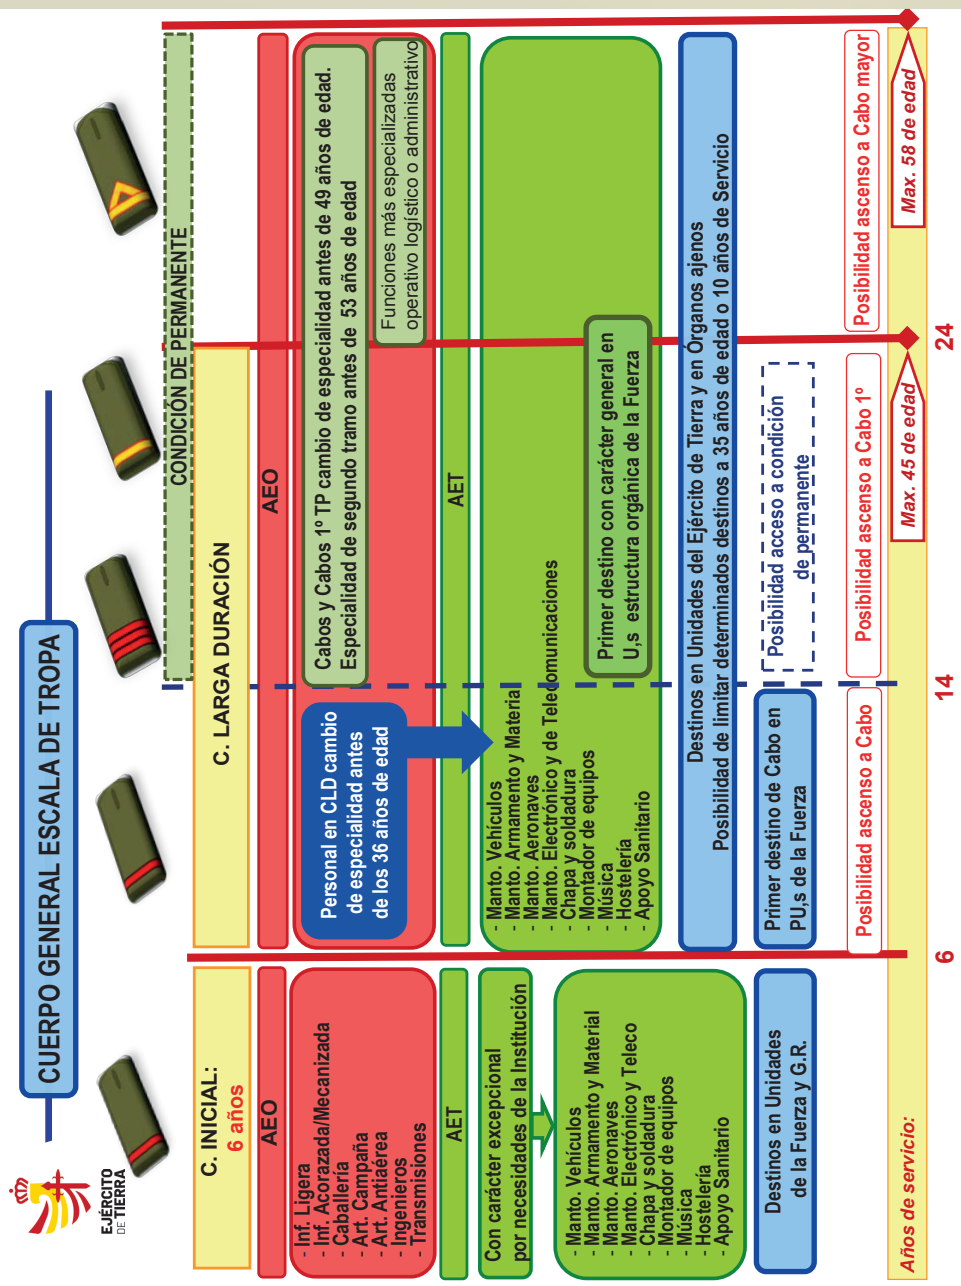 EJÉRCITO
DE TIERRA
CUERPO GENERAL ESCALA DE TROPA
CONDICIÓN DE PERMANENTE
C. INICIAL:
6 años
C. LARGA DURACIÓN
AEO
AEO
- Inf. Ligera
- Inf. Acorazada/Mecanizada
- Caballería
- Art. Campaña
- Art. Antiaérea
- Ingenieros
- Transmisiones
Personal en CLD cambio
de especialidad antes
de los 36 años de edad
Cabos y Cabos 1º TP cambio de especialidad antes de 49 años de edad.
Especialidad de segundo tramo antes de 53 años de edad
Funciones más especializadas
operativo logístico o administrativo
AET
AET
Con carácter excepcional
por necesidades de la Institución
- Manto. Vehículos
- Manto. Armamento y Material
- Manto. Aeronaves
- Manto. Electrónico y Teleco
- Chapa y soldadura
- Montador de equipos
- Música
- Hostelería
- Apoyo Sanitario
- Manto. Vehículos
- Manto. Armamento y Material
- Manto. Aeronaves
- Manto. Electrónico y de Telecomunicaciones
- Chapa y soldadura
- Montador de equipos
- Música
- Hostelería
- Apoyo Sanitario
Primer destino con carácter general en
U,s estructura orgánica de la Fuerza
Destinos en Unidades del Ejército de Tierra y en Órganos ajenos
Posibilidad de limitar determinados destinos a 35 años de edad o 10 años de Servicio
Destinos en Unidades
de la Fuerza y G.R.
Primer destino de Cabo en
PU,s de la Fuerza
Posibilidad acceso a condición
de permanente
Posibilidad ascenso a Cabo
Posibilidad ascenso a Cabo 1º
Posibilidad ascenso a Cabo mayor
Años de servicio:
Max. 45 de edad
Max. 58 de edad
6
14
24